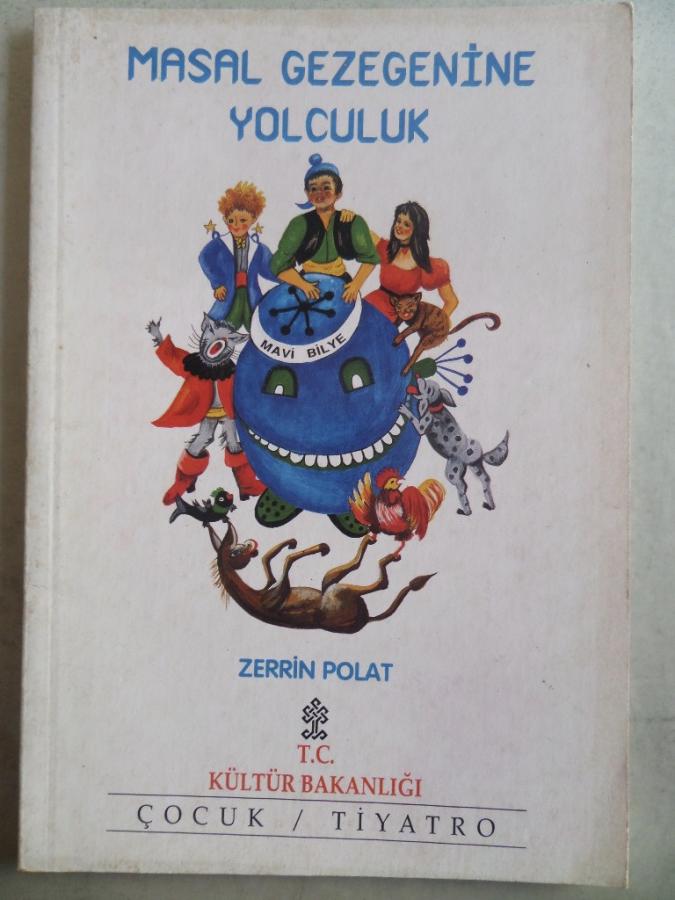 MASAL GEZEGENİNE
YOLCULUK
MAVİ BİLYE
ZERRİN POLAT
T.C.
KÜLTÜR BAKANLIĞI
ÇOCUK / TİYATRO